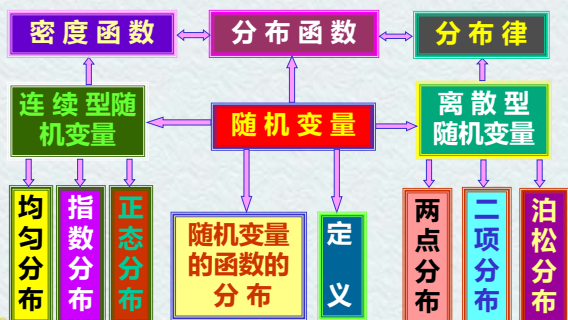 密度函数
分布函数
分布律
连续型随
机变量
随机变量
离散型
随机变量
均匀分布
指数分布
正态分布
随机变量
的函数的
分布
定义
两点分布
二项分布
泊松分布